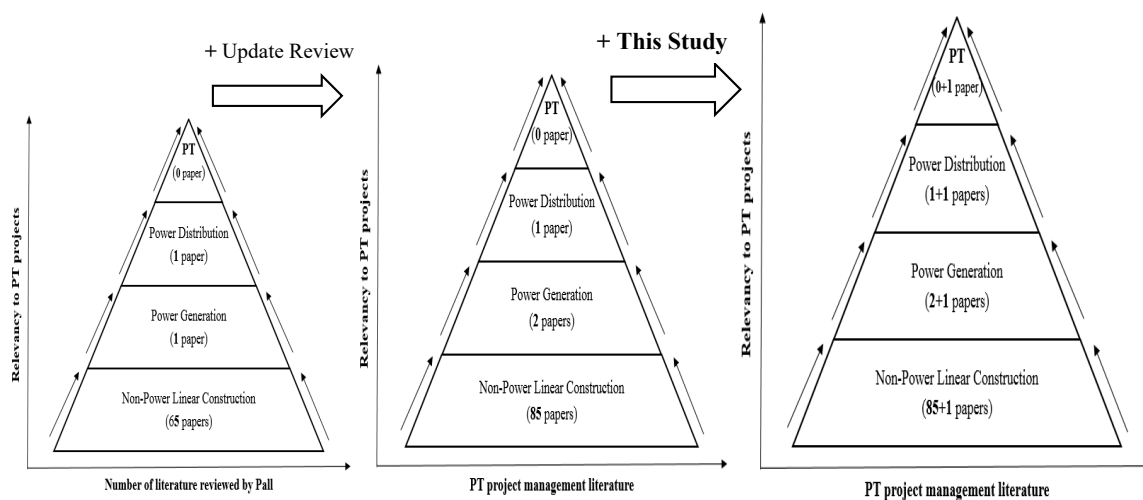 + Update Review
+ This Study
Relevancy to PT projects
PT
(0 paper)
Power Distribution
(1 paper)
Power Generation
(1 paper)
Non-Power Linear Construction
(65 papers)
Number of literature reviewed by Pall
Relevancy to PT projects
PT
(0 paper)
Power Distribution
(1 paper)
Power Generation
(2 papers)
Non-Power Linear Construction
(85 papers)
PT project management literature
Relevancy to PT projects
PT
(0+1 paper)
Power Distribution
(1+1 papers)
Power Generation
(2+1 papers)
Non-Power Linear Construction
(85+1 papers)
PT project management literature